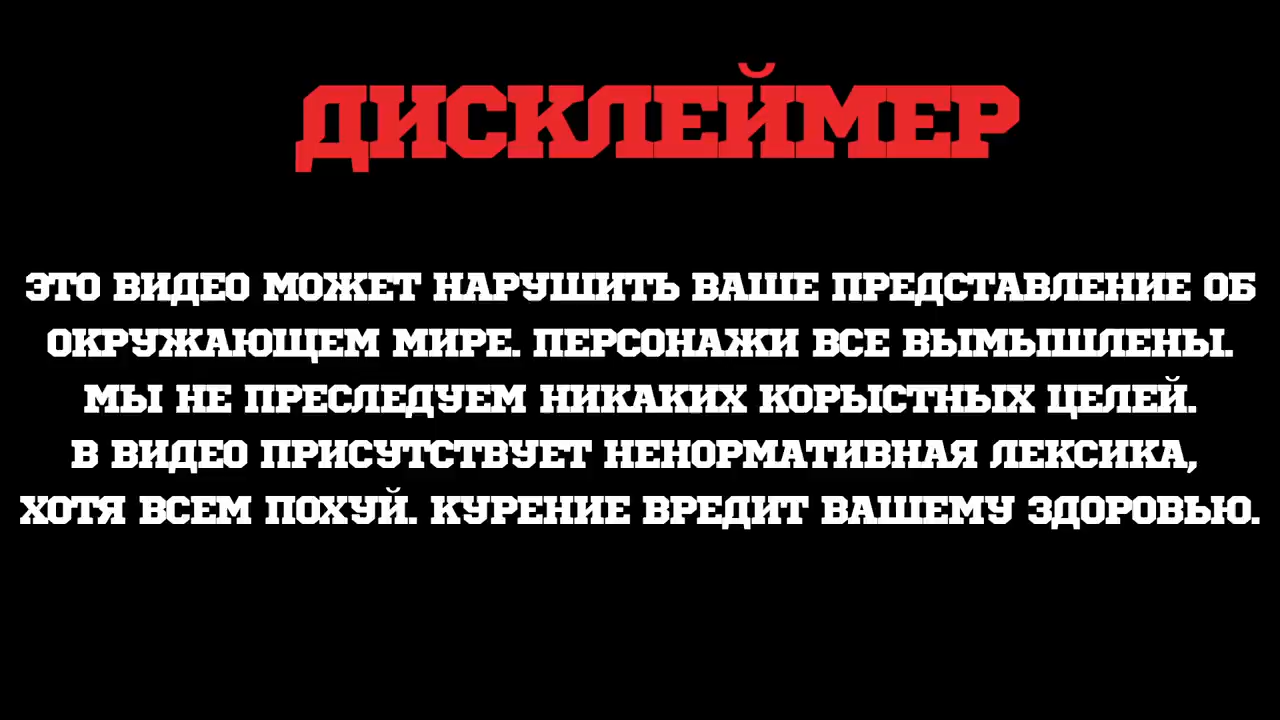 ДИСКЛЕЙМЕР
ЭТО ВИДЕО МОЖЕТ НАРУШИТЬ ВАШЕ ПРЕДСТАВЛЕНИЕ ОБ
ОКРУЖАЮЩЕМ МИРЕ. ПЕРСОНАЖИ ВСЕ ВЫМЫШЛЕНЫ.
МЫ НЕ ПРЕСЛЕДУЕМ НИКАКИХ КОРЫСТНЫХ ЦЕЛЕЙ.
В ВИДЕО ПРИСУТСТВУЕТ НЕНОРМАТИВНАЯ ЛЕКСИКА,
ХОТЯ ВСЕМ ПОХУЙ. КУРЕНИЕ ВРЕДИТ ВАШЕМУ ЗДОРОВЬЮ.